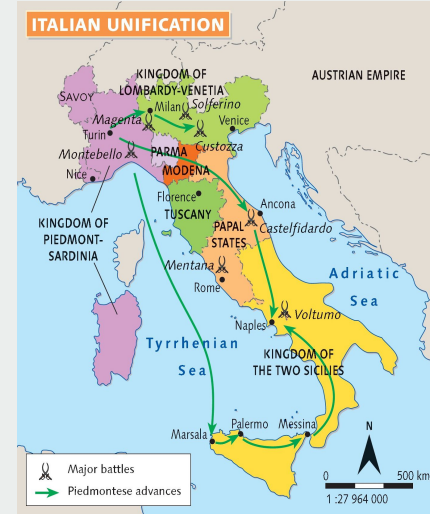 ITALIAN UNIFICATION
KINGDOM OF
LOMBARDY-VENETIA
AUSTRIAN EMPIRE
SAVOY
Milan
Solferino
Magenta
Venice
Turin
Custozza
Montebello
PARMA
MODENA
Nice
Florence
TUSCANY
Ancona
KINGDOM OF
PIEDMONT-
SARDINIA
PAPAL
STATES
Castelfidardo
Mentana
Rome
Adriatic
Sea
Voltumo
Naples
Tyrrhenian
Sea
KINGDOM OF
THE TWO SICILIES
Marsala
Palermo
Messina
N
Major battles
Piedmontese advances
0
500 km
1 :27 964 000